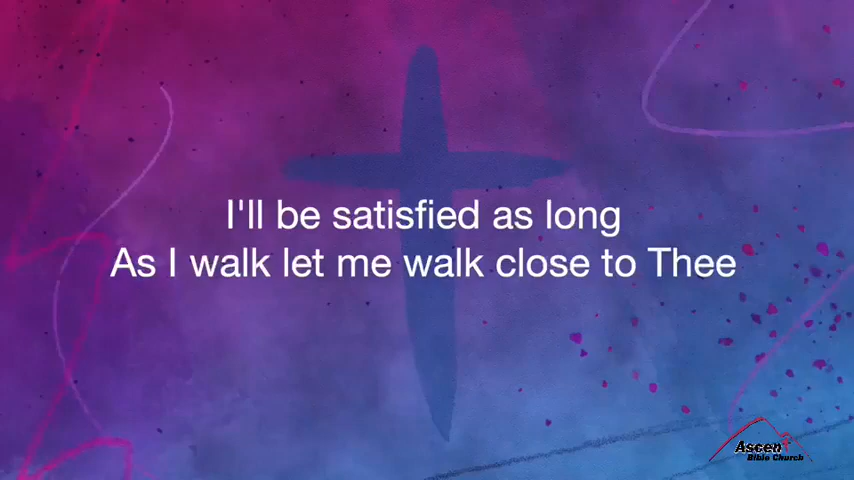 I'll be satisfied as long
As I walk let me walk close to Thee
Ascent
Bible Church